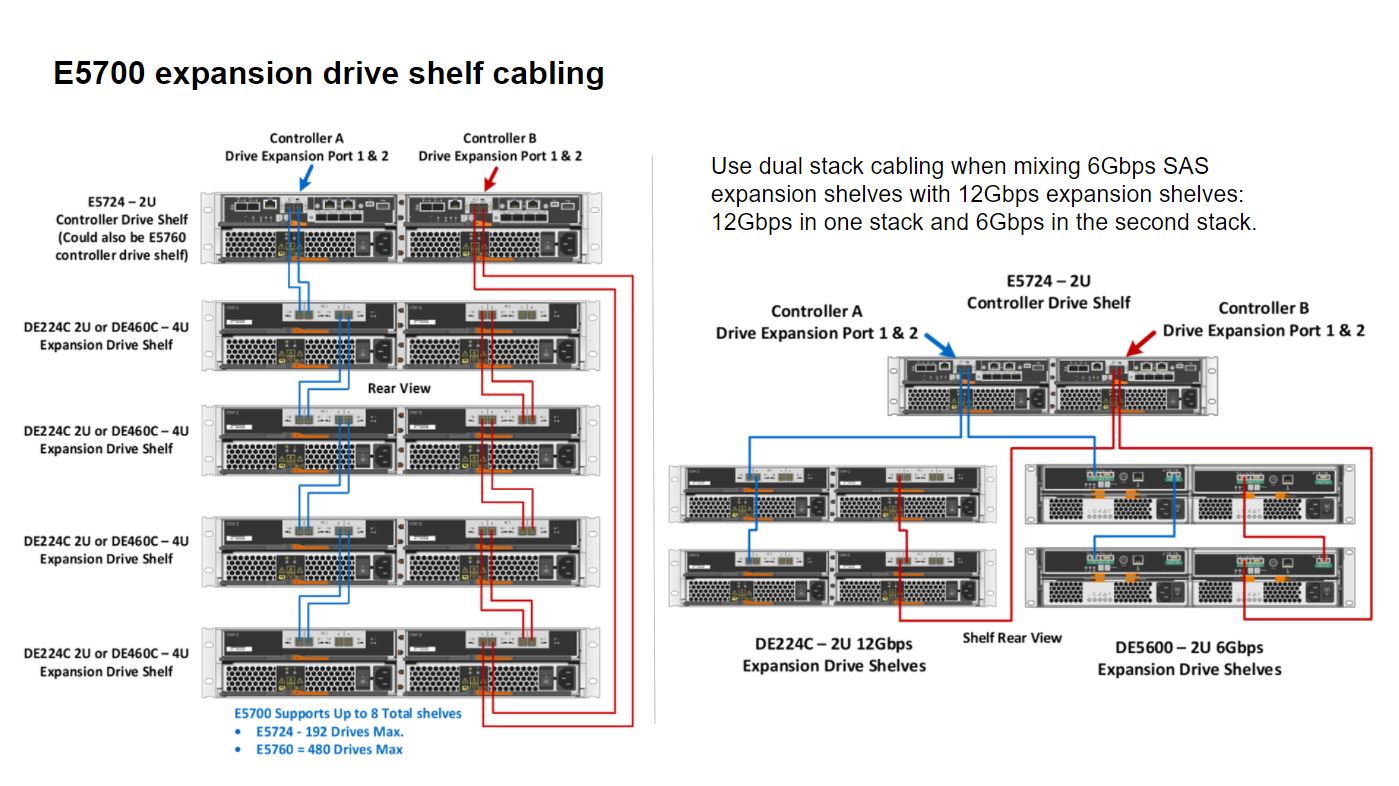 E5700 expansion drive shelf cabling
Controller A
Drive Expansion Port 1 & 2
Controller B
Drive Expansion Port 1 & 2
E5724 – 2U
Controller Drive Shelf
(Could also be E5760
controller drive shelf)
DE224C 2U or DE460C – 4U
Expansion Drive Shelf
Rear View
DE224C 2U or DE460C – 4U
Expansion Drive Shelf
DE224C 2U or DE460C – 4U
Expansion Drive Shelf
DE224C 2U or DE460C – 4U
Expansion Drive Shelf
E5700 Supports Up to 8 Total shelves
• E5724 - 192 Drives Max.
• E5760 = 480 Drives Max
Use dual stack cabling when mixing 6Gbps SAS
expansion shelves with 12Gbps expansion shelves:
12Gbps in one stack and 6Gbps in the second stack.
E5724 – 2U
Controller Drive Shelf
Controller A
Drive Expansion Port 1 & 2
Controller B
Drive Expansion Port 1 & 2
DE224C – 2U 12Gbps
Expansion Drive Shelves
Shelf Rear View
DE5600 – 2U 6Gbps
Expansion Drive Shelves